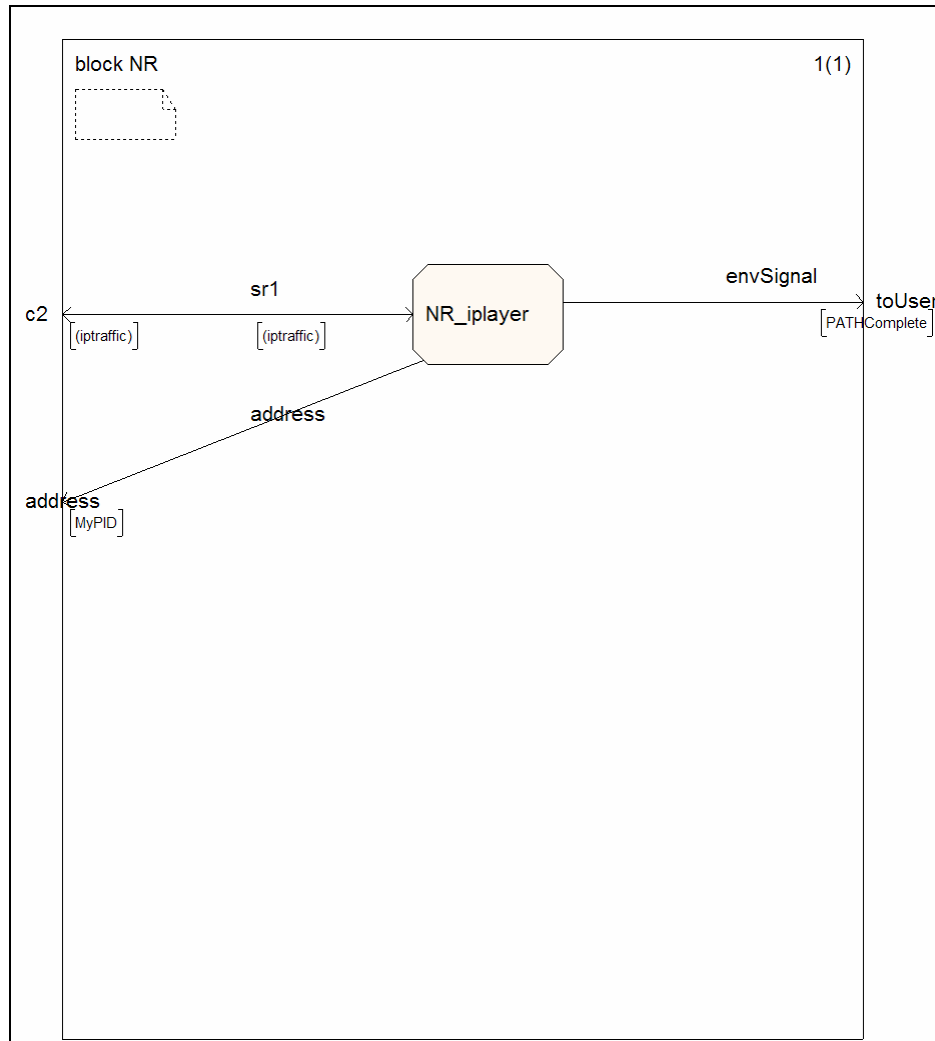 block NR
1(1)
envSignal
sr1
c2
NR_iplayer
toUser
(iptraffic)
(iptraffic)
PATHComplete
address
address
MyPID